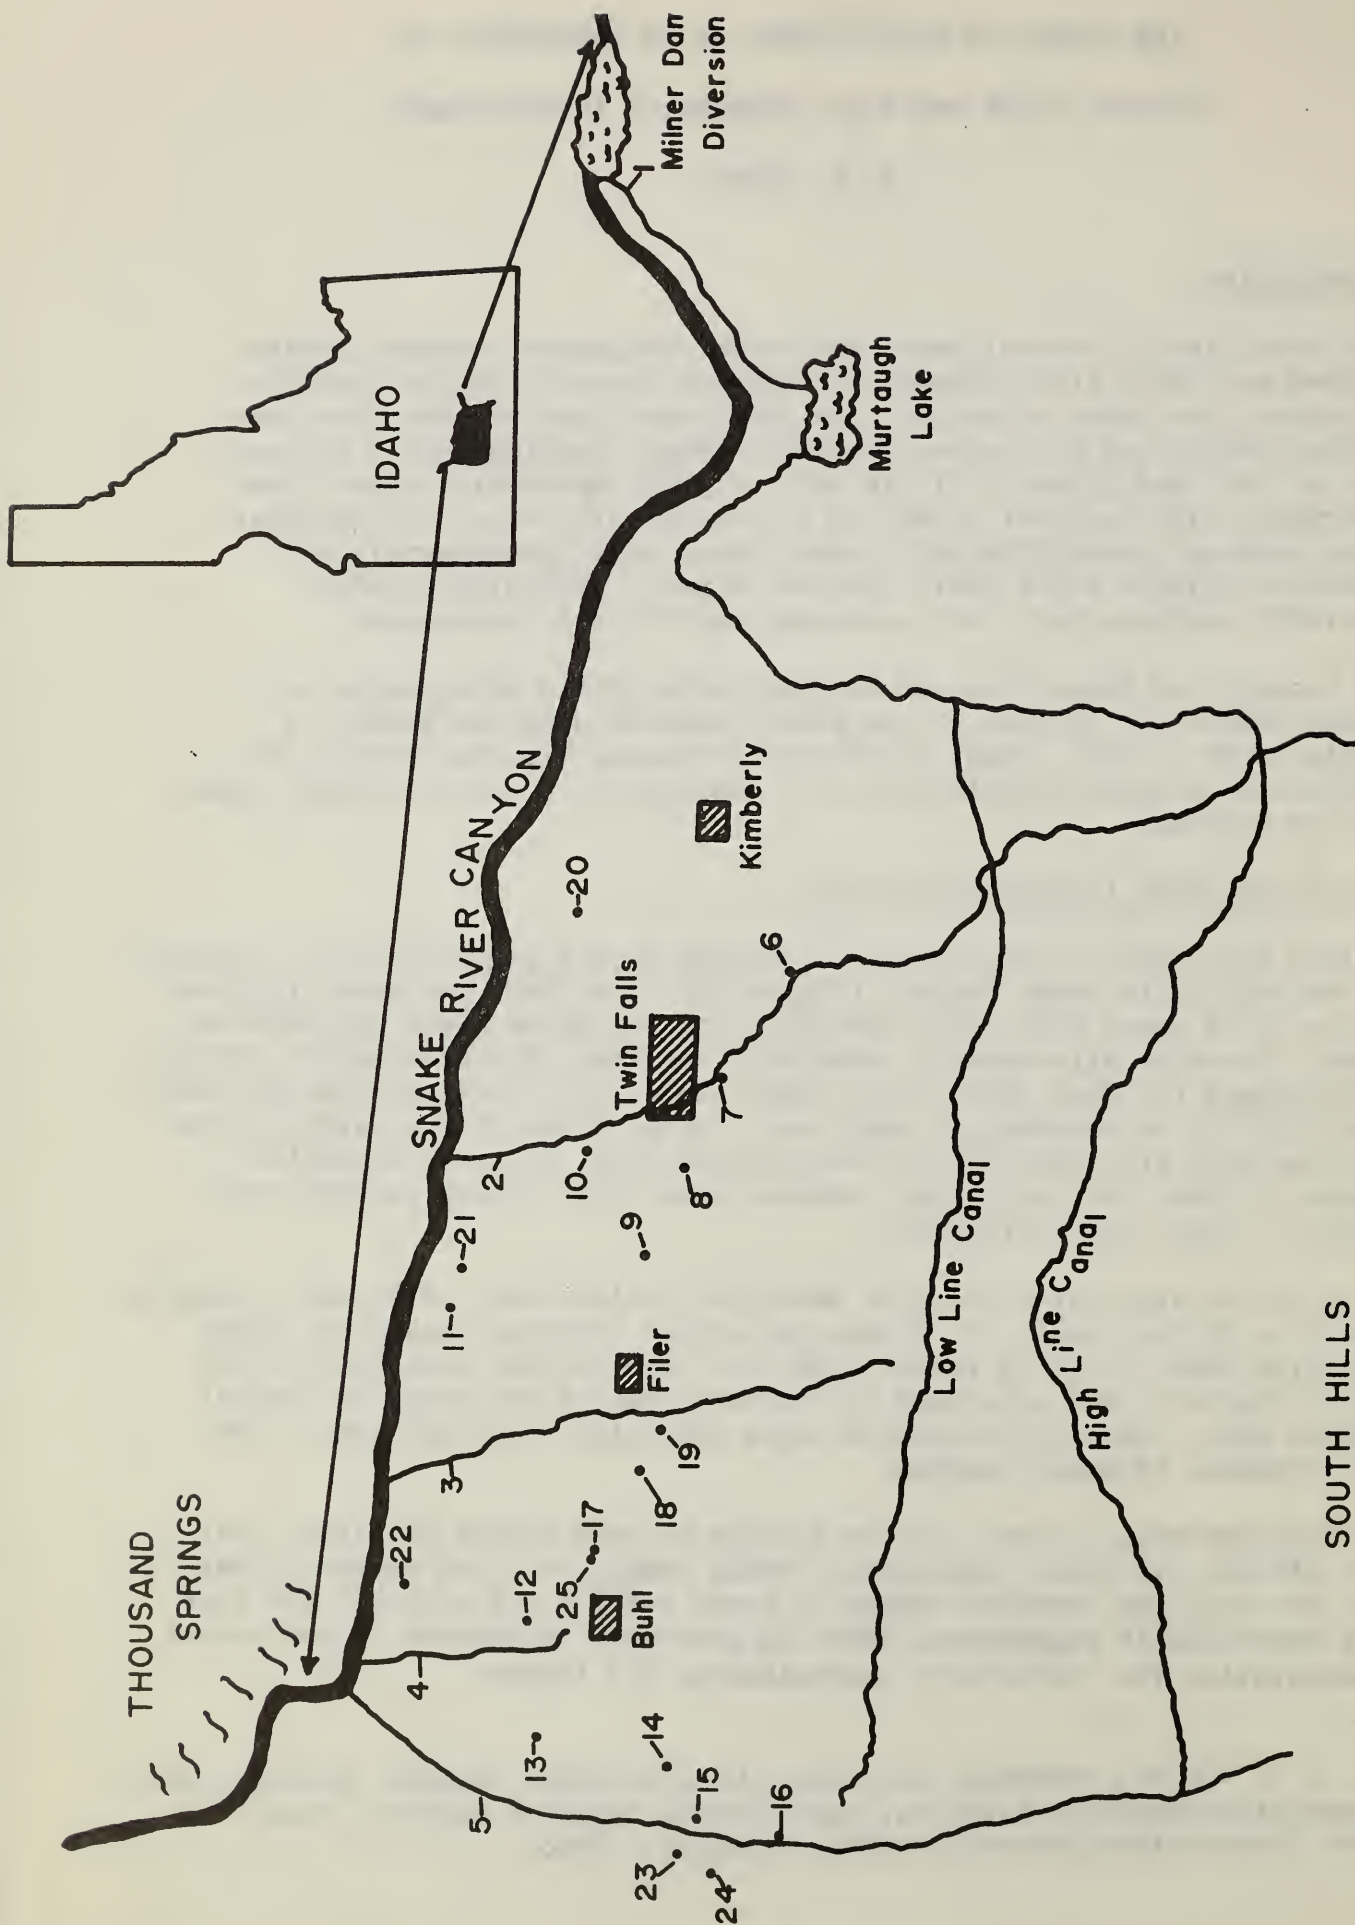 THOUSAND
SPRINGS
SNAKE RIVER CANYON
IDAHO
Milner Dam
Diversion
1
Murtaugh
Lake
Kimberly
Twin Falls
Filer
Buhl
20
6
7
2
10
8
9
21
11
3
19
18
22
17
25
12
4
13
14
5
15
16
23
24
Low Line Canal
High Line Canal
SOUTH HILLS